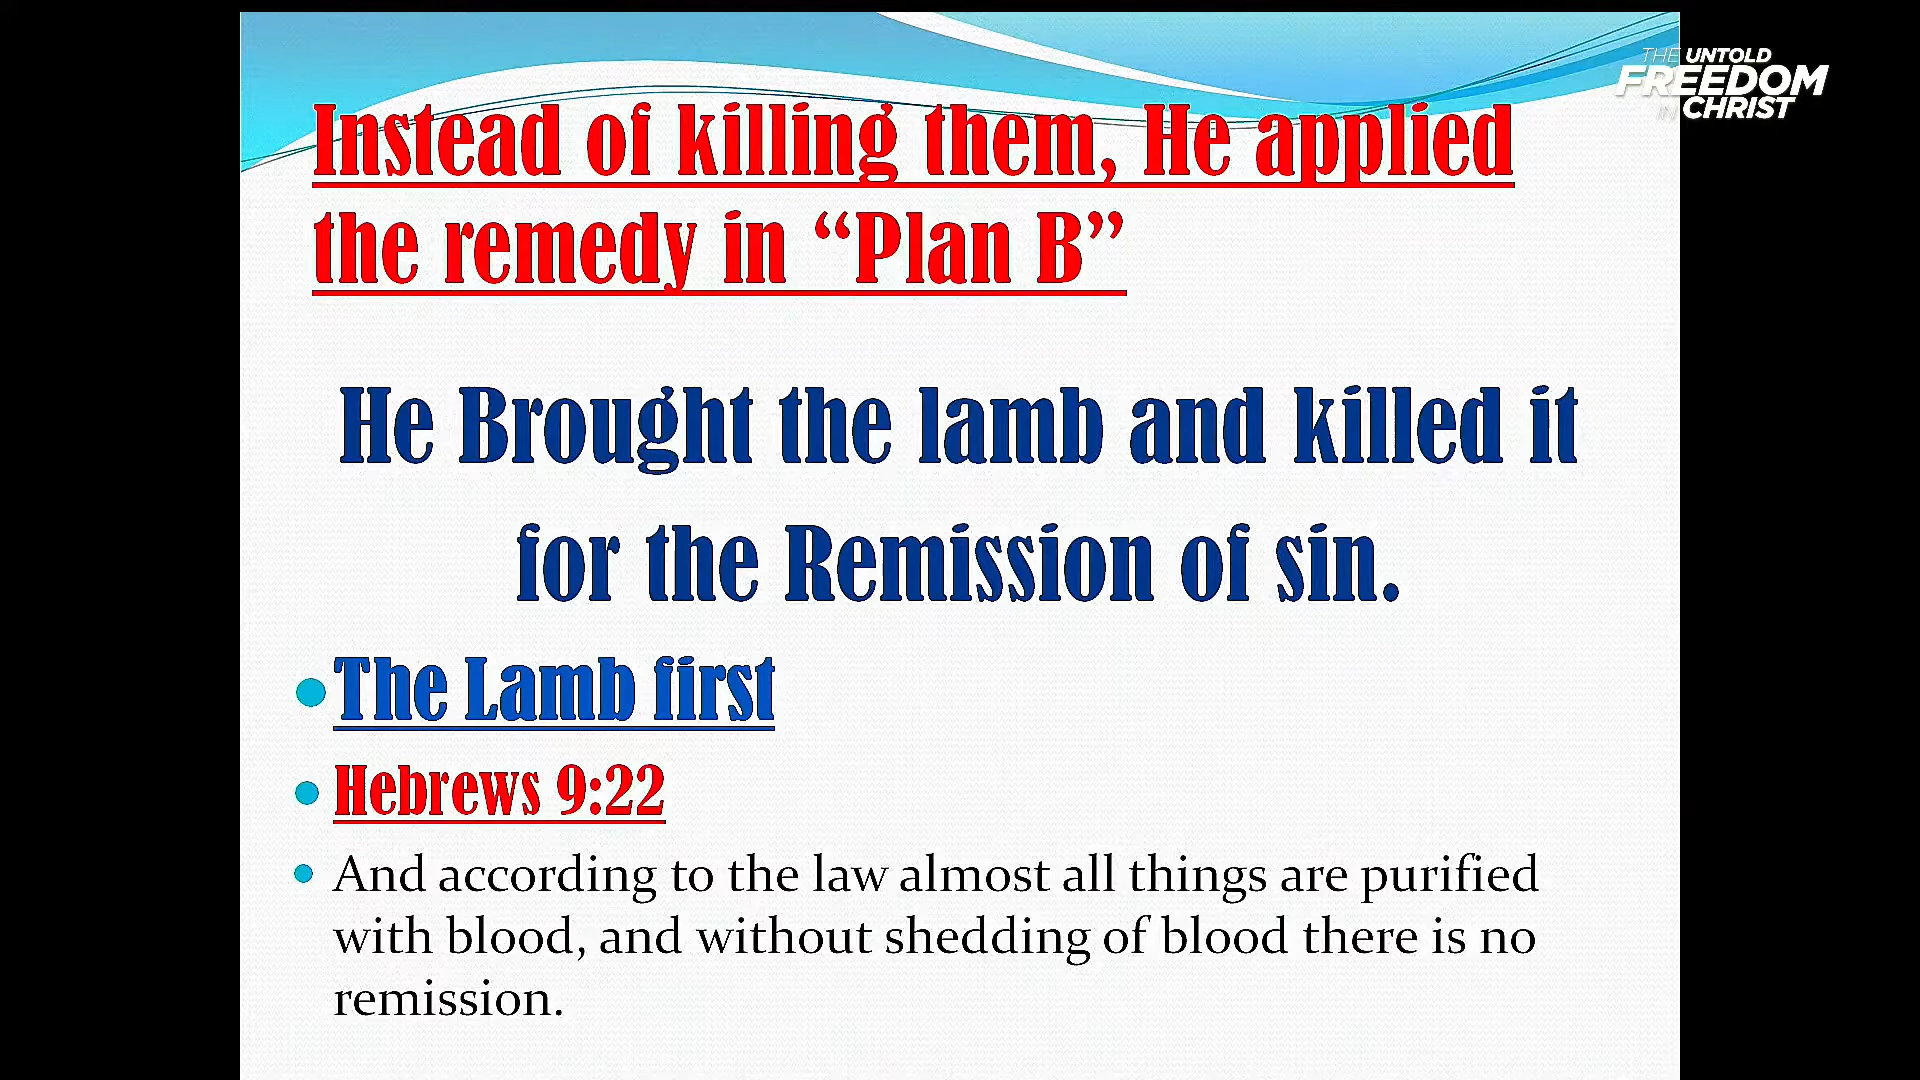 THE UNTOLD
FREEDOM
IN CHRIST
Instead of killing them, He applied
the remedy in “Plan B”
He Brought the lamb and killed it
for the Remission of sin.
The Lamb first
Hebrews 9:22
And according to the law almost all things are purified
with blood, and without shedding of blood there is no
remission.